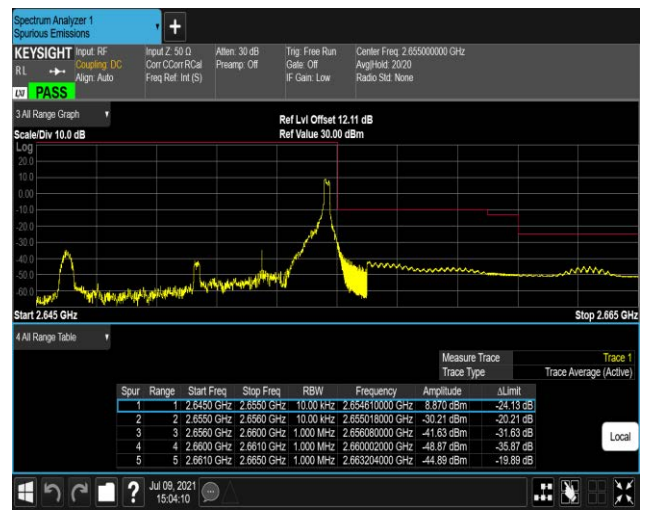 Spectrum Analyzer 1
Spurious Emissions
+
KEYSIGHT Input: RF Input Z: 50 Ω Atten: 30 dB Trig: Free Run Center Freq: 2.655000000 GHz
RL Coupling: DC Corr CCorr RCal Preamp: Off Gate: Off Avg|Hold: 20/20
Align: Auto Freq Ref: Int (S) IF Gain: Low Radio Std: None
LXI PASS
3 All Range Graph
Ref Lvl Offset 12.11 dB
Scale/Div 10.0 dB Ref Value 30.00 dBm
Log
20.0
10.0
0.00
-10.0
-20.0
-30.0
-40.0
-50.0
-60.0
Start 2.645 GHz Stop 2.665 GHz
4 All Range Table
Measure Trace Trace 1
Trace Type Trace Average (Active)
Spur Range Start Freq Stop Freq RBW Frequency Amplitude ΔLimit
1 1 2.6450 GHz 2.6550 GHz 10.00 kHz 2.654610000 GHz 8.870 dBm -24.13 dB
2 2 2.6550 GHz 2.6560 GHz 10.00 kHz 2.655018000 GHz -30.21 dBm -20.21 dB
3 3 2.6560 GHz 2.6600 GHz 1.000 MHz 2.656080000 GHz -41.63 dBm -31.63 dB
4 4 2.6600 GHz 2.6610 GHz 1.000 MHz 2.660002000 GHz -48.87 dBm -35.87 dB
5 5 2.6610 GHz 2.6650 GHz 1.000 MHz 2.663204000 GHz -44.89 dBm -19.89 dB
Local
? Jul 09, 2021
15:04:10